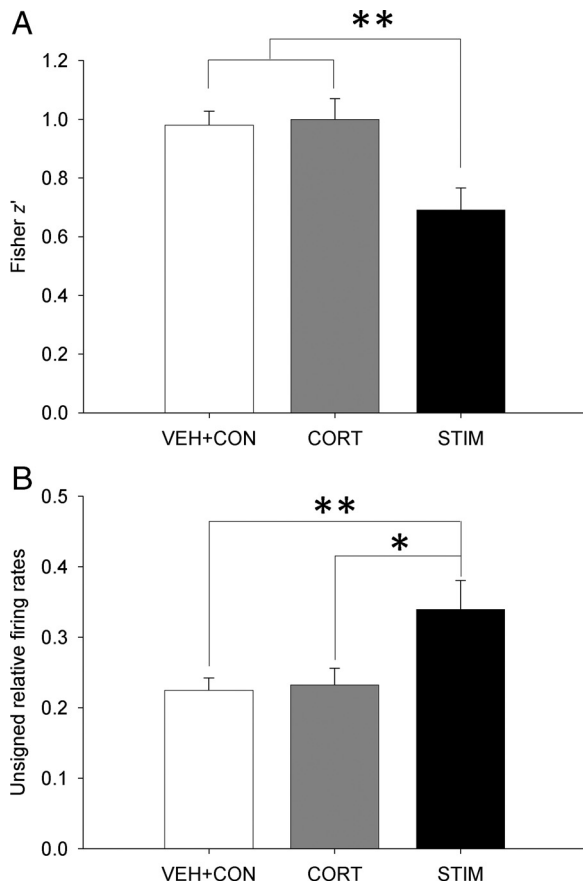 A
**
1.2
1.0
0.8
0.6
0.4
0.2
0.0
Fisher z'
VEH+CON CORT STIM
B
**
*
0.5
0.4
0.3
0.2
0.1
0
Unsigned relative firing rates
VEH+CON CORT STIM